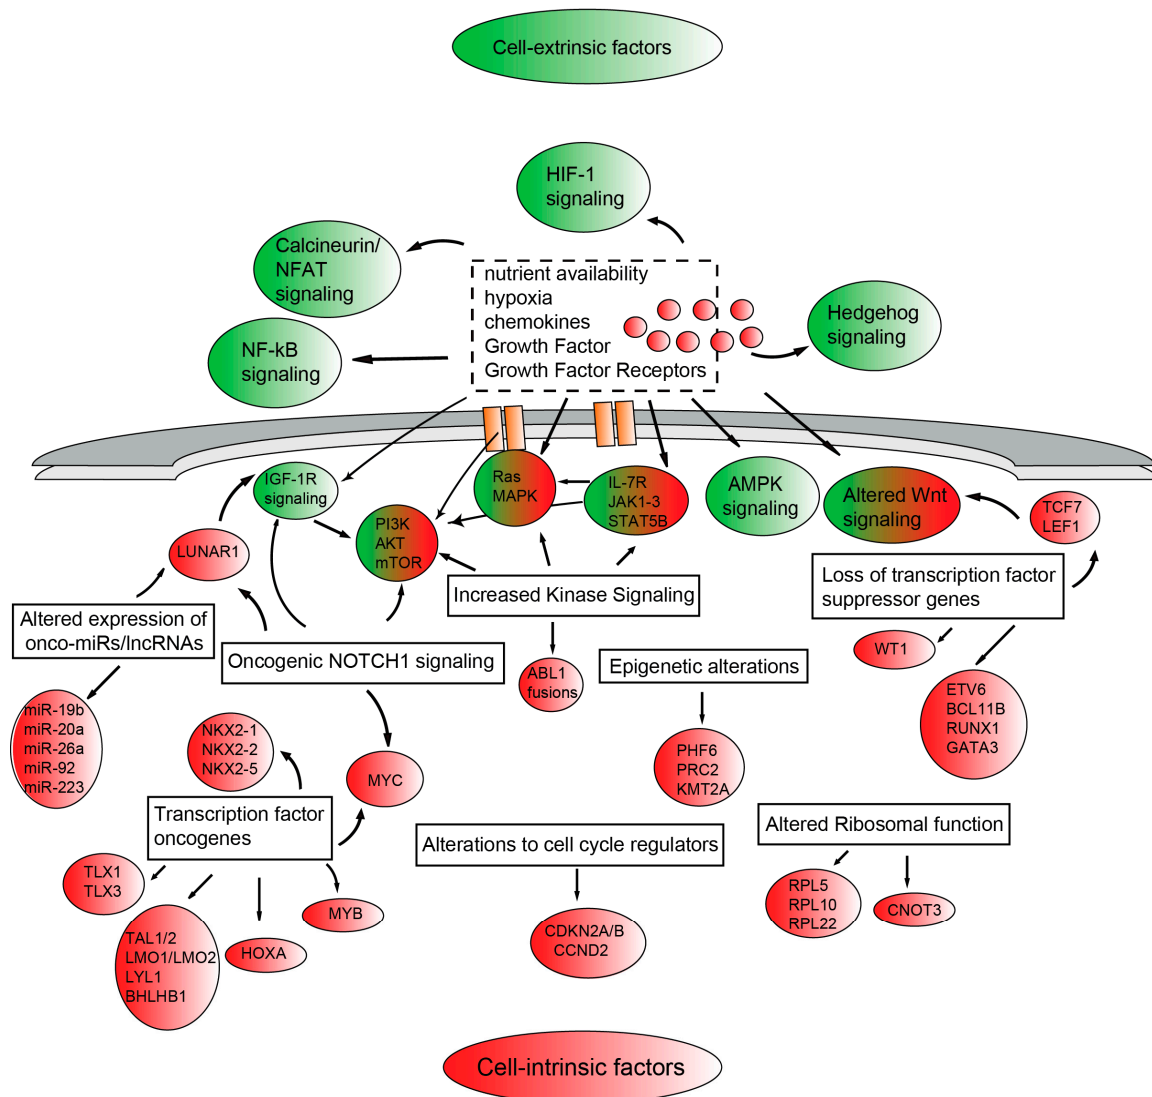 Cell-extrinsic factors
HIF-1
signaling
Calcineurin/
NFAT
signaling
nutrient availability
hypoxia
chemokines
Growth Factor
Growth Factor Receptors
Hedgehog
signaling
NF-kB
signaling
IGF-1R
signaling
Ras
MAPK
IL-7R
JAK1-3
STAT5B
AMPK
signaling
Altered Wnt
signaling
TCF7
LEF1
PI3K
AKT
mTOR
LUNAR1
Increased Kinase Signaling
Loss of transcription factor
suppressor genes
Altered expression of
onco-miRs/lncRNAs
Oncogenic NOTCH1 signaling
ABL1
fusions
Epigenetic alterations
WT1
ETV6
BCL11B
RUNX1
GATA3
miR-19b
miR-20a
miR-26a
miR-92
miR-223
NKX2-1
NKX2-2
NKX2-5
MYC
PHF6
PRC2
KMT2A
Transcription factor
oncogenes
Alterations to cell cycle regulators
Altered Ribosomal function
TLX1
TLX3
TAL1/2
LMO1/LMO2
LYL1
BHLHB1
HOXA
MYB
CDKN2A/B
CCND2
RPL5
RPL10
RPL22
CNOT3
Cell-intrinsic factors